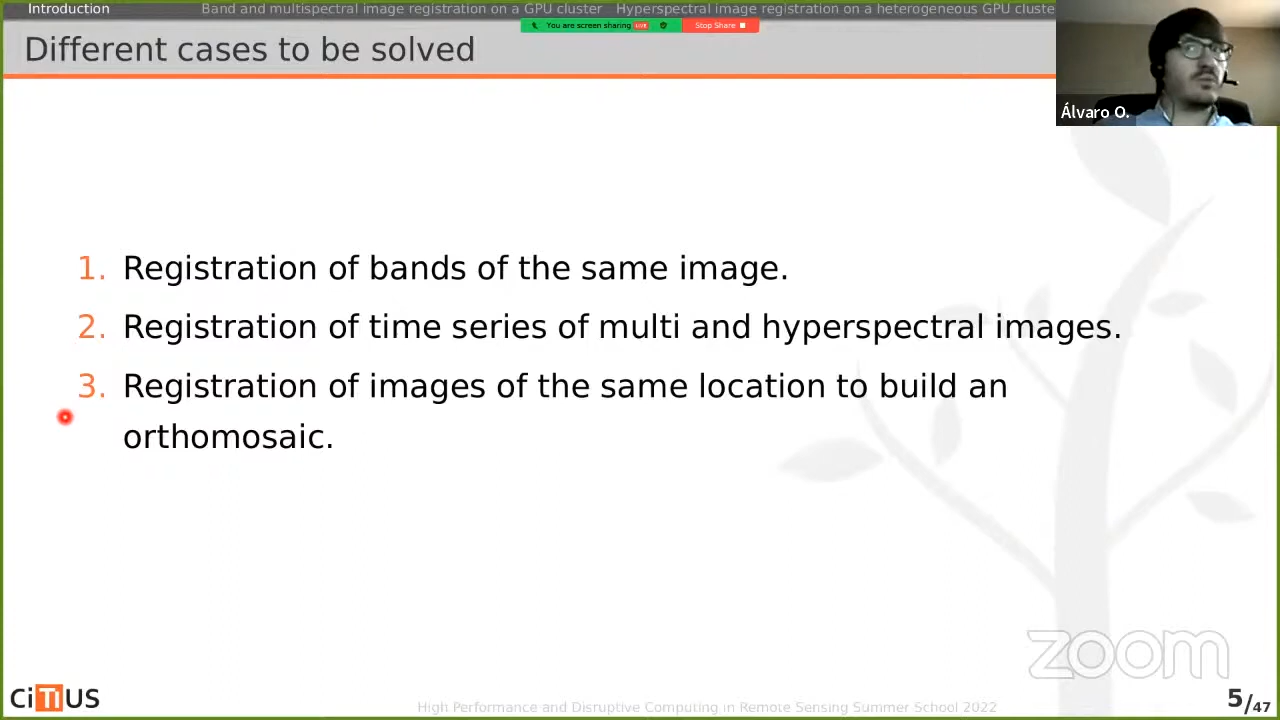 Introduction Band and multispectral image registration on a GPU cluster Hyperspectral image registration on a heterogeneous GPU cluste
You are screen sharing LIVE Stop Share
Different cases to be solved
Álvaro O.
1. Registration of bands of the same image.
2. Registration of time series of multi and hyperspectral images.
3. Registration of images of the same location to build an
orthomosaic.
zoom
CiTIUS
High Performance and Disruptive Computing in Remote Sensing Summer School 2022
5/47